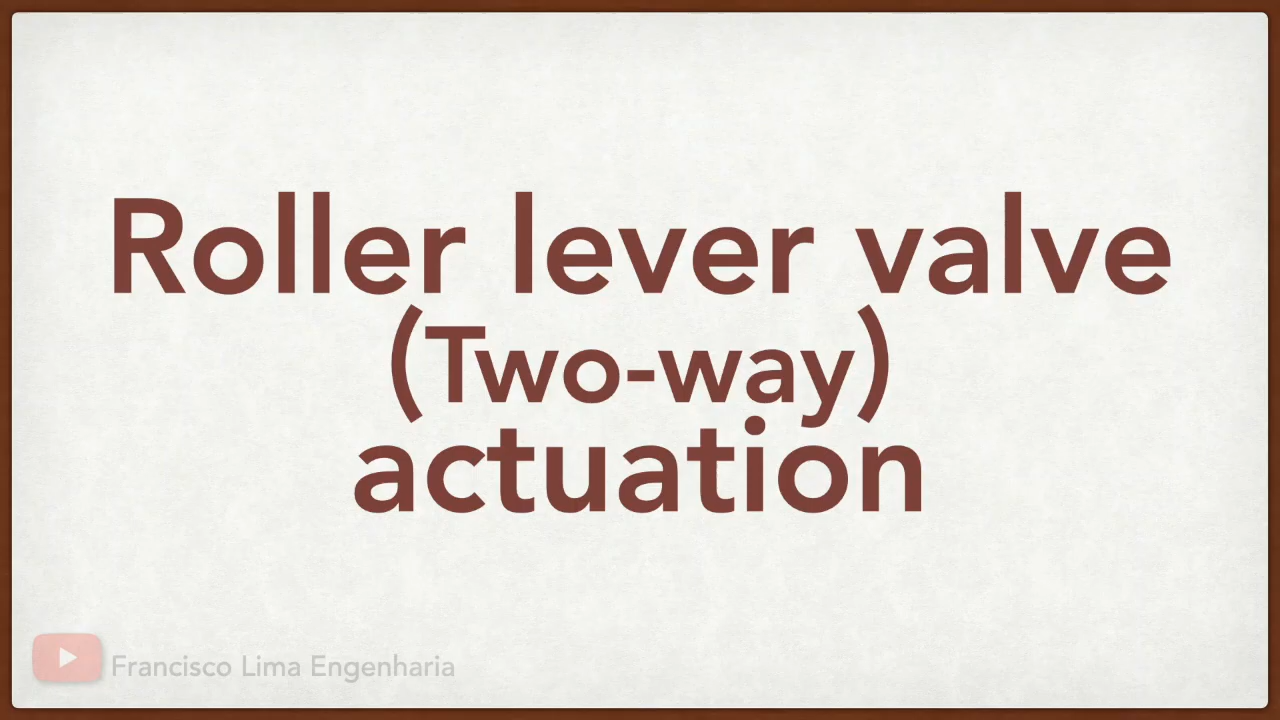 Roller lever valve
(Two-way)
actuation
Francisco Lima Engenharia